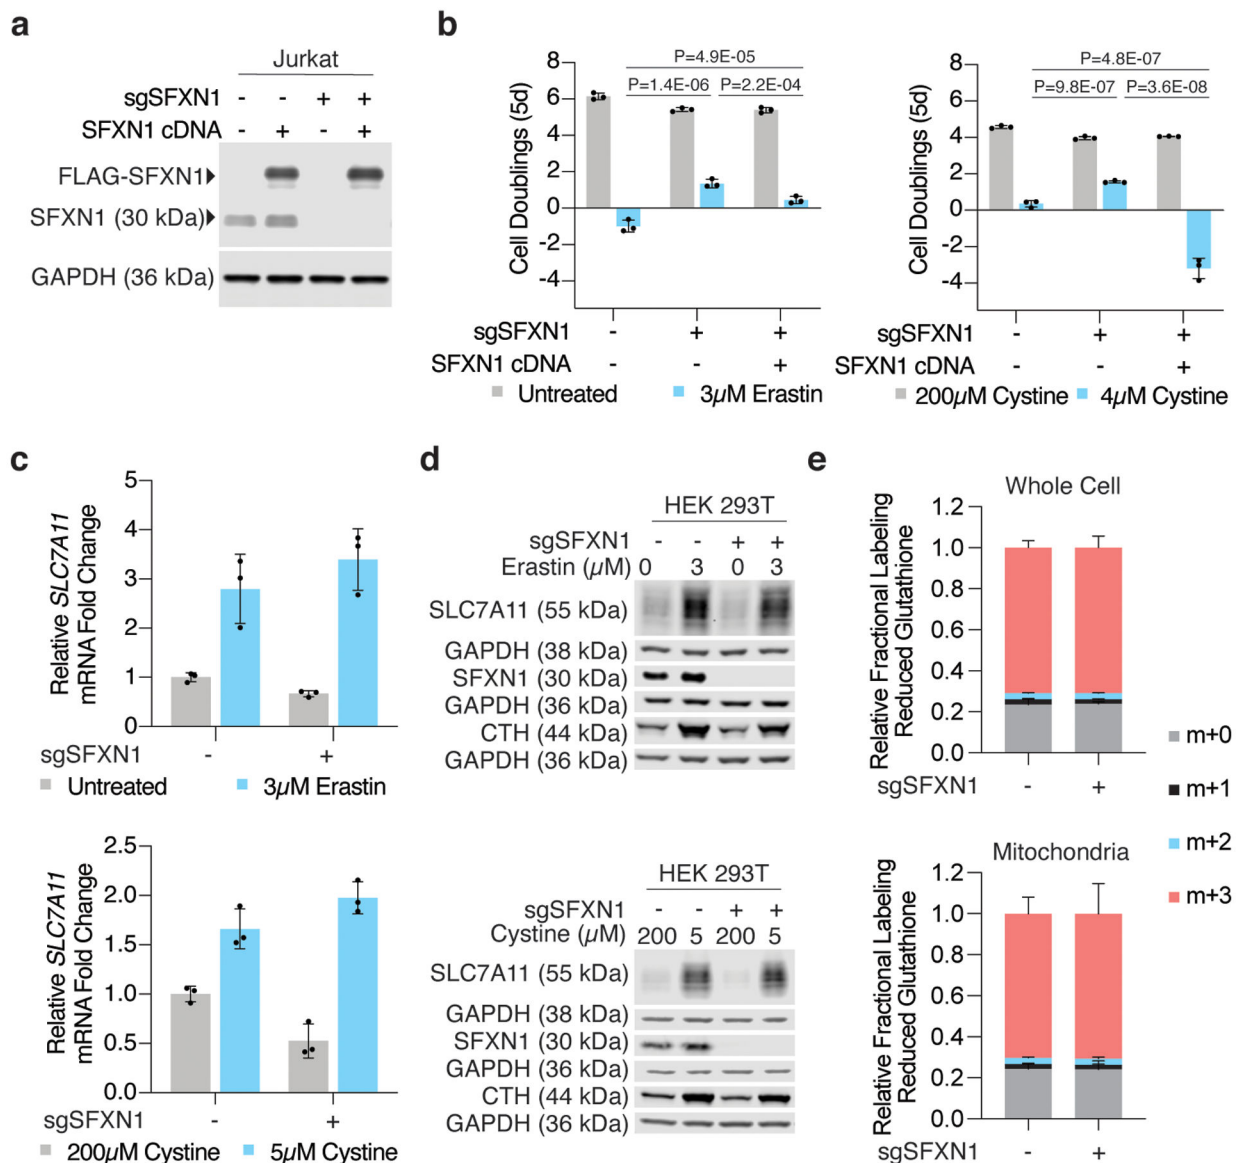 a
Jurkat
sgSFXN1 - - + +
SFXN1 cDNA - + - +
FLAG-SFXN1
SFXN1 (30 kDa)
GAPDH (36 kDa)
b
Cell Doublings (5d)
8
6
4
2
0
-2
-4
P=4.9E-05
P=1.4E-06 P=2.2E-04
sgSFXN1 - + +
SFXN1 cDNA - - +
Untreated 3µM Erastin
Cell Doublings (5d)
8
6
4
2
0
-2
-4
P=4.8E-07
P=9.8E-07 P=3.6E-08
sgSFXN1 - + +
SFXN1 cDNA - - +
200µM Cystine 4µM Cystine
c
Relative SLC7A11
mRNA Fold Change
5
4
3
2
1
0
sgSFXN1 - +
Untreated 3µM Erastin
Relative SLC7A11
mRNA Fold Change
2.5
2.0
1.5
1.0
0.5
0.0
sgSFXN1 - +
200µM Cystine 5µM Cystine
d
HEK 293T
sgSFXN1 - - + +
Erastin (µM) 0 3 0 3
SLC7A11 (55 kDa)
GAPDH (38 kDa)
SFXN1 (30 kDa)
GAPDH (36 kDa)
CTH (44 kDa)
GAPDH (36 kDa)
HEK 293T
sgSFXN1 - - + +
Cystine (µM) 200 5 200 5
SLC7A11 (55 kDa)
GAPDH (38 kDa)
SFXN1 (30 kDa)
GAPDH (36 kDa)
CTH (44 kDa)
GAPDH (36 kDa)
e
Whole Cell
Relative Fractional Labeling
Reduced Glutathione
1.2
1.0
0.8
0.6
0.4
0.2
0.0
sgSFXN1 - +
Mitochondria
Relative Fractional Labeling
Reduced Glutathione
1.2
1.0
0.8
0.6
0.4
0.2
0.0
sgSFXN1 - +
m+0
m+1
m+2
m+3